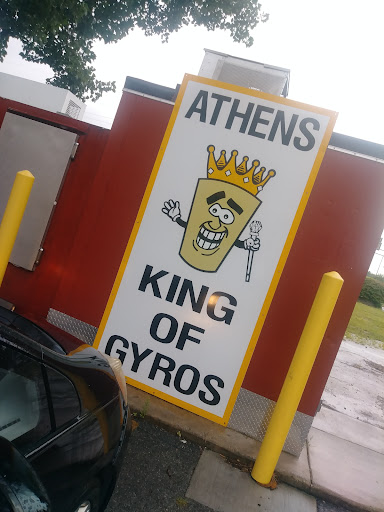 ATHENS
KING
OF
GYROS